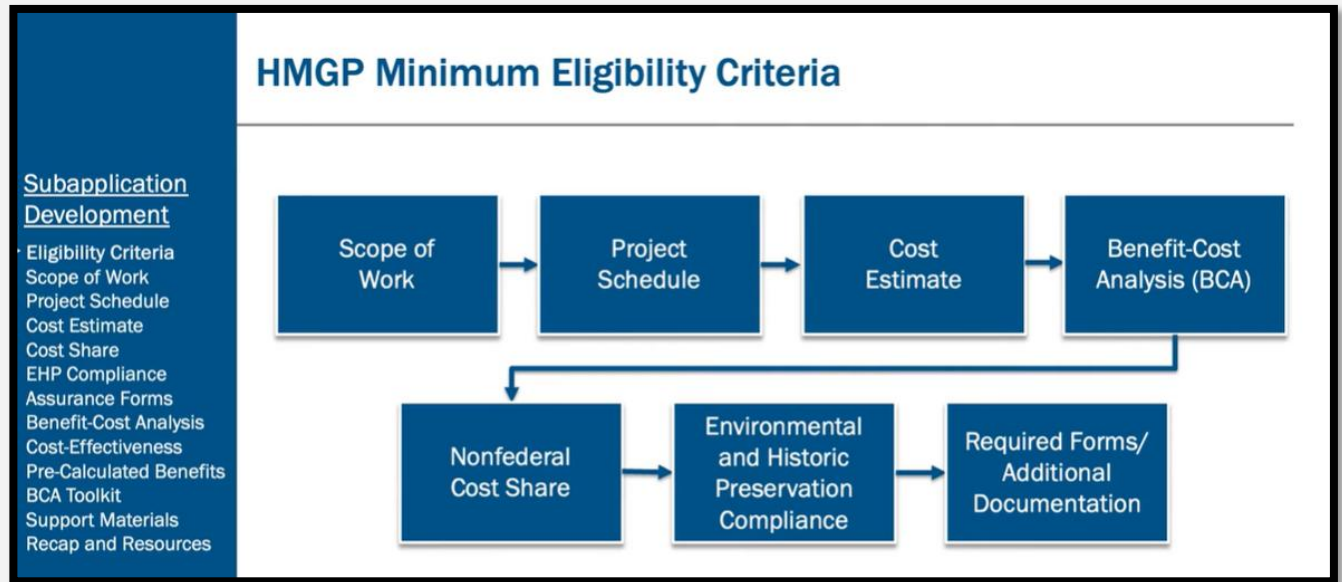 HMGP Minimum Eligibility Criteria
Subapplication
Development
Eligibility Criteria
Scope of Work
Project Schedule
Cost Estimate
Cost Share
EHP Compliance
Assurance Forms
Benefit-Cost Analysis
Cost-Effectiveness
Pre-Calculated Benefits
BCA Toolkit
Support Materials
Recap and Resources
Scope of
Work
Project
Schedule
Cost
Estimate
Benefit-Cost
Analysis (BCA)
Nonfederal
Cost Share
Environmental
and Historic
Preservation
Compliance
Required Forms/
Additional
Documentation